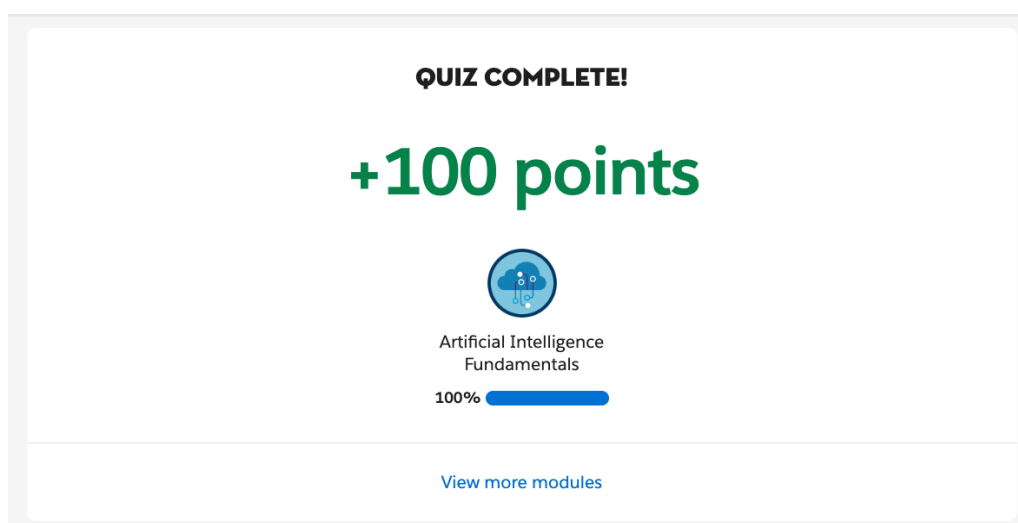 QUIZ COMPLETE!
+100 points
Artificial Intelligence
Fundamentals
100%
View more modules